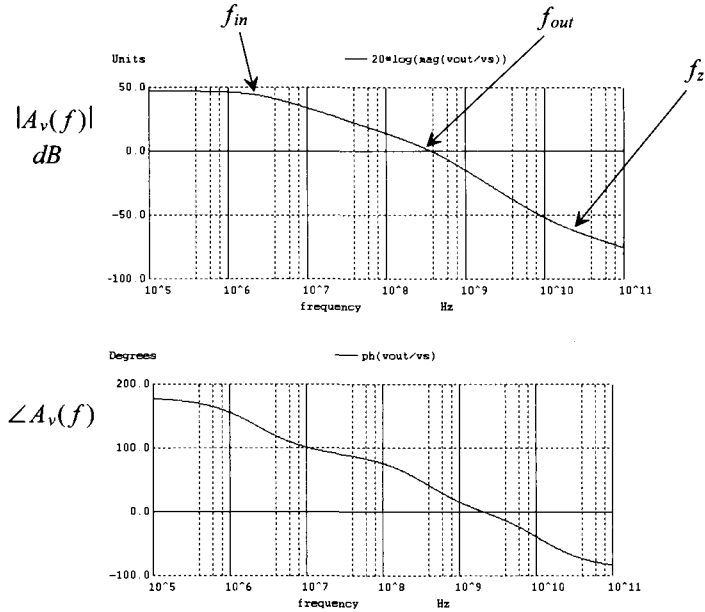 f_in
f_out
f_z
Units
20*log(mag(vout/vs))
|A_v(f)|
dB
50.0
0.0
-50.0
-100.0
10^5 10^6 10^7 10^8 10^9 10^10 10^11
frequency Hz
Degrees
ph(vout/vs)
∠A_v(f)
200.0
100.0
0.0
-100.0
10^5 10^6 10^7 10^8 10^9 10^10 10^11
frequency Hz